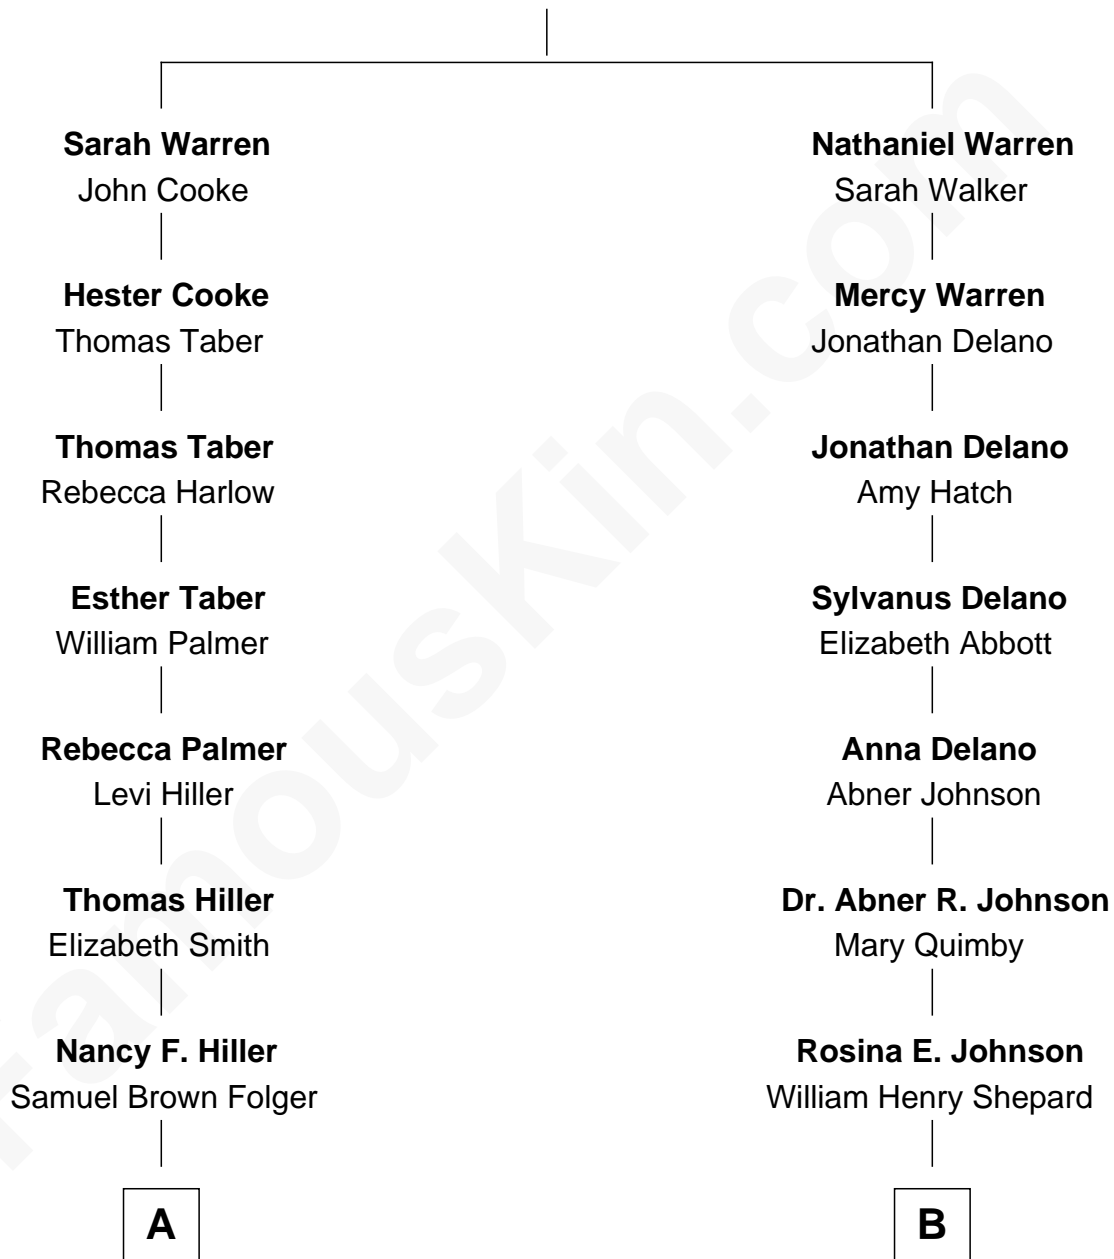 Sarah Warren
John Cooke
Hester Cooke
Thomas Taber
Thomas Taber
Rebecca Harlow
Esther Taber
William Palmer
Rebecca Palmer
Levi Hiller
Thomas Hiller
Elizabeth Smith
Nancy F. Hiller
Samuel Brown Folger
A
Nathaniel Warren
Sarah Walker
Mercy Warren
Jonathan Delano
Jonathan Delano
Amy Hatch
Sylvanus Delano
Elizabeth Abbott
Anna Delano
Abner Johnson
Dr. Abner R. Johnson
Mary Quimby
Rosina E. Johnson
William Henry Shepard
B
FamousKin.com